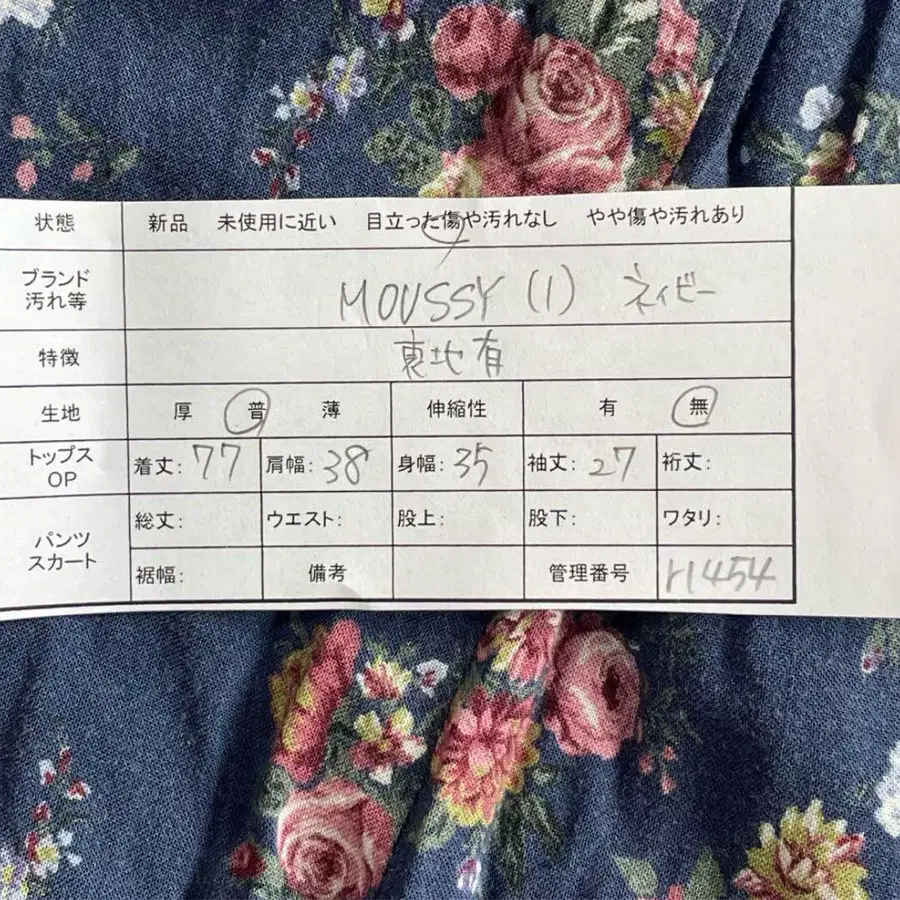 状態 新品 未使用に近い 目立った傷や汚れなし やや傷や汚れあり
ブランド
汚れ等 MOUSSY (1) ネイビー
特徴 裏地有
生地 厚 普 薄 伸縮性 有 無
トップス
OP 着丈: 77 肩幅: 38 身幅: 35 袖丈: 27 裄丈:
パンツ
スカート 総丈: ウエスト: 股上: 股下: ワタリ:
裾幅: 備考 管理番号 r1454